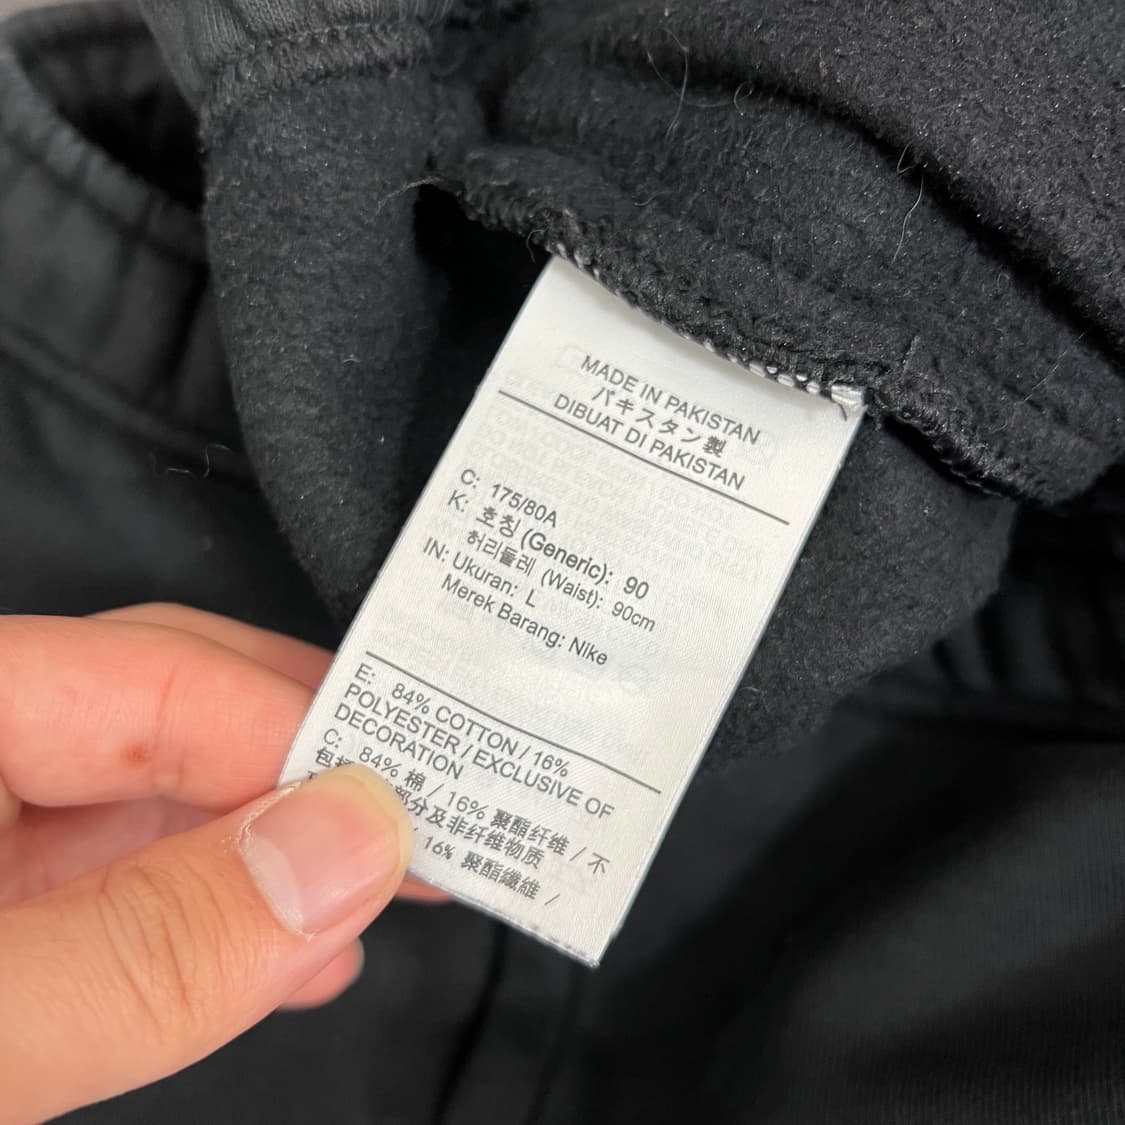 MADE IN PAKISTAN
パキスタン製
DIBUAT DI PAKISTAN
C: 175/80A
K: 호칭 (Generic): 90
허리둘레 (Waist): 90cm
IN: Ukuran: L
Merek Barang: Nike
E: 84% COTTON / 16%
POLYESTER / EXCLUSIVE OF
DECORATION
C: 84% 棉 / 16% 聚酯纤维 / 不
包 部分及非纤维物质
/ 16% 聚酯纖維 /